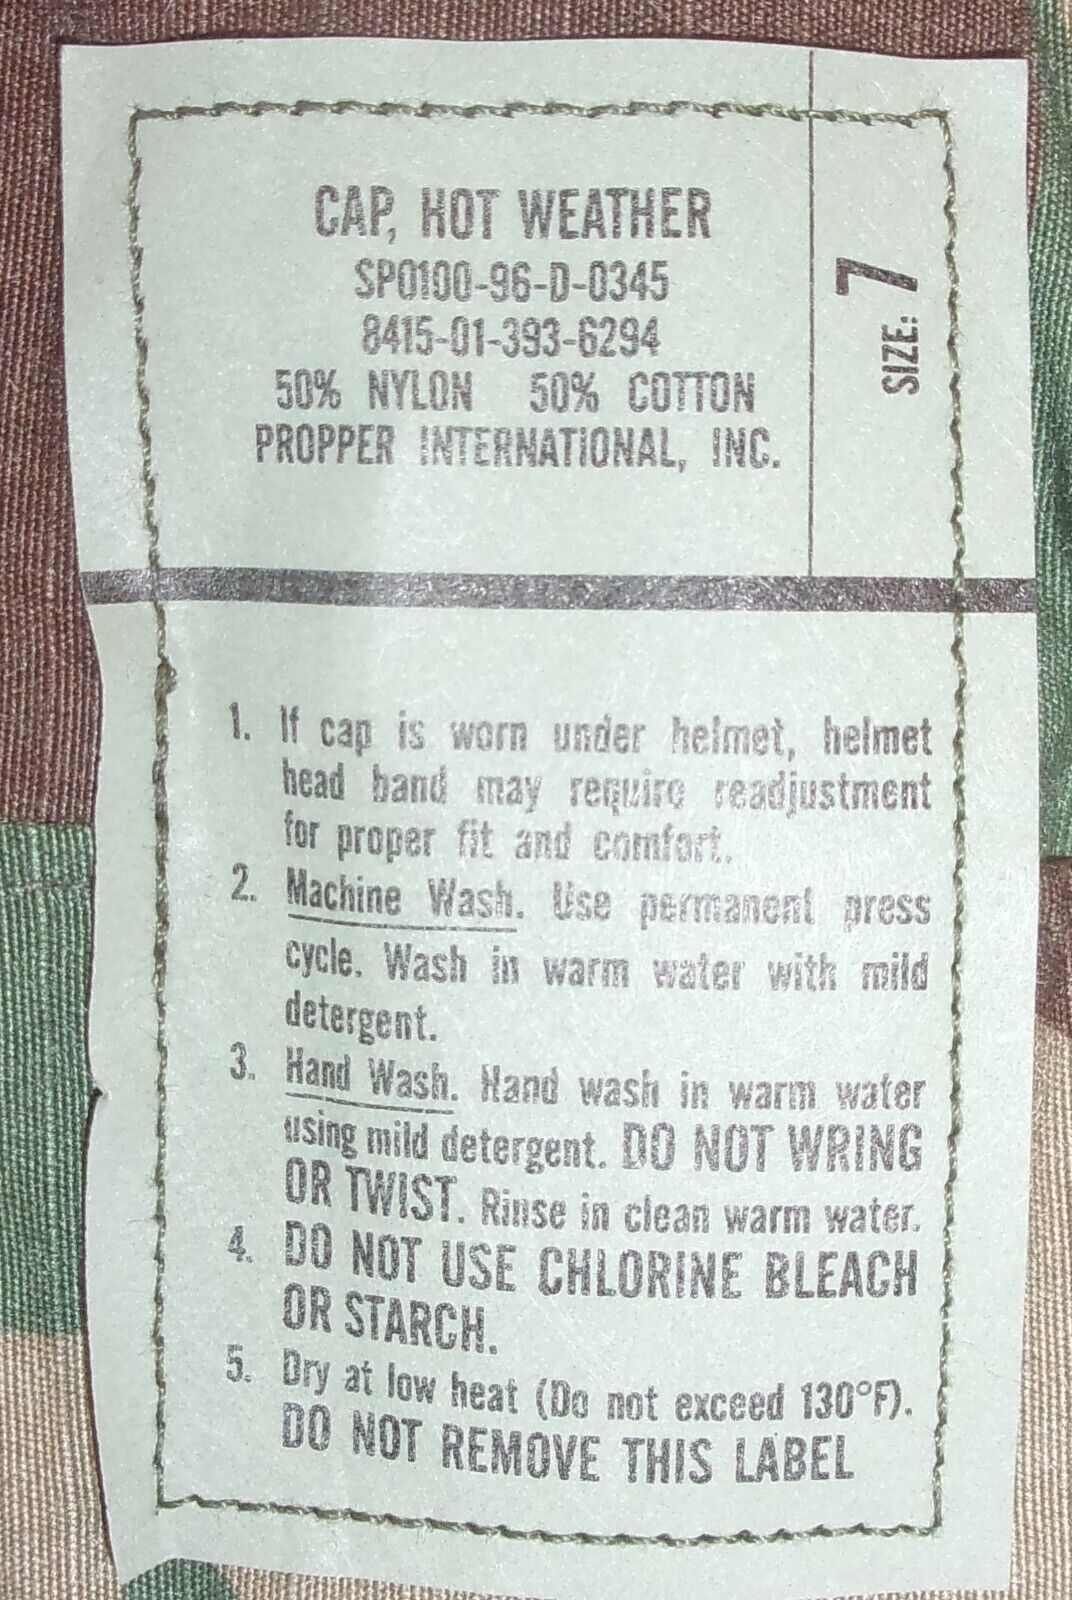 CAP, HOT WEATHER
SP0100-96-D-0345
8415-01-393-6294
50% NYLON 50% COTTON
PROPPER INTERNATIONAL, INC.
SIZE: 7
1. If cap is worn under helmet, helmet
head band may require readjustment
for proper fit and comfort.
2. Machine Wash. Use permanent press
cycle. Wash in warm water with mild
detergent.
3. Hand Wash. Hand wash in warm water
using mild detergent. DO NOT WRING
OR TWIST. Rinse in clean warm water.
4. DO NOT USE CHLORINE BLEACH
OR STARCH.
5. Dry at low heat (Do not exceed 130°F).
DO NOT REMOVE THIS LABEL